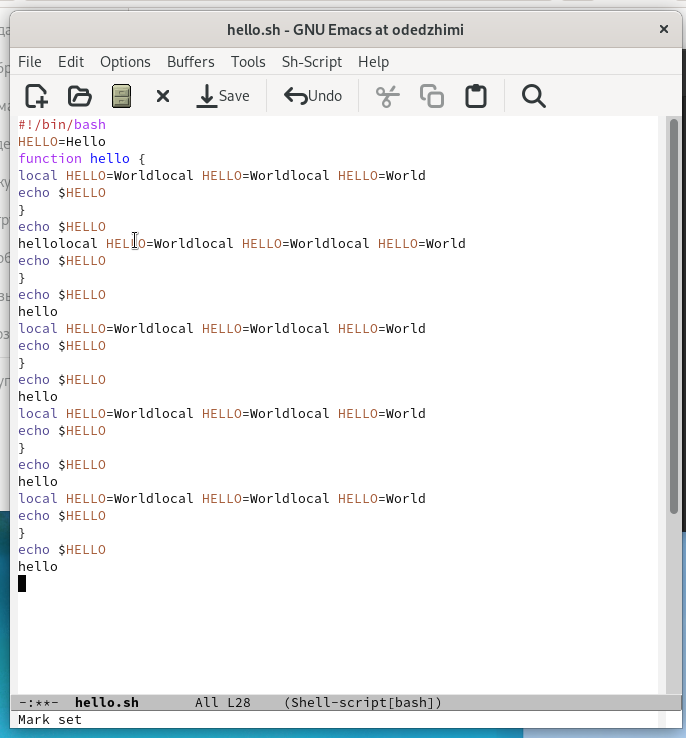 hello.sh - GNU Emacs at odedzhimi ×
File Edit Options Buffers Tools Sh-Script Help
Save Undo
#!/bin/bash
HELLO=Hello
function hello {
local HELLO=Worldlocal HELLO=Worldlocal HELLO=World
echo $HELLO
}
echo $HELLO
hellolocal HELLO=Worldlocal HELLO=Worldlocal HELLO=World
echo $HELLO
}
echo $HELLO
hello
local HELLO=Worldlocal HELLO=Worldlocal HELLO=World
echo $HELLO
}
echo $HELLO
hello
local HELLO=Worldlocal HELLO=Worldlocal HELLO=World
echo $HELLO
}
echo $HELLO
hello
local HELLO=Worldlocal HELLO=Worldlocal HELLO=World
echo $HELLO
}
echo $HELLO
hello
-:**- hello.sh All L28 (Shell-script[bash])
Mark set